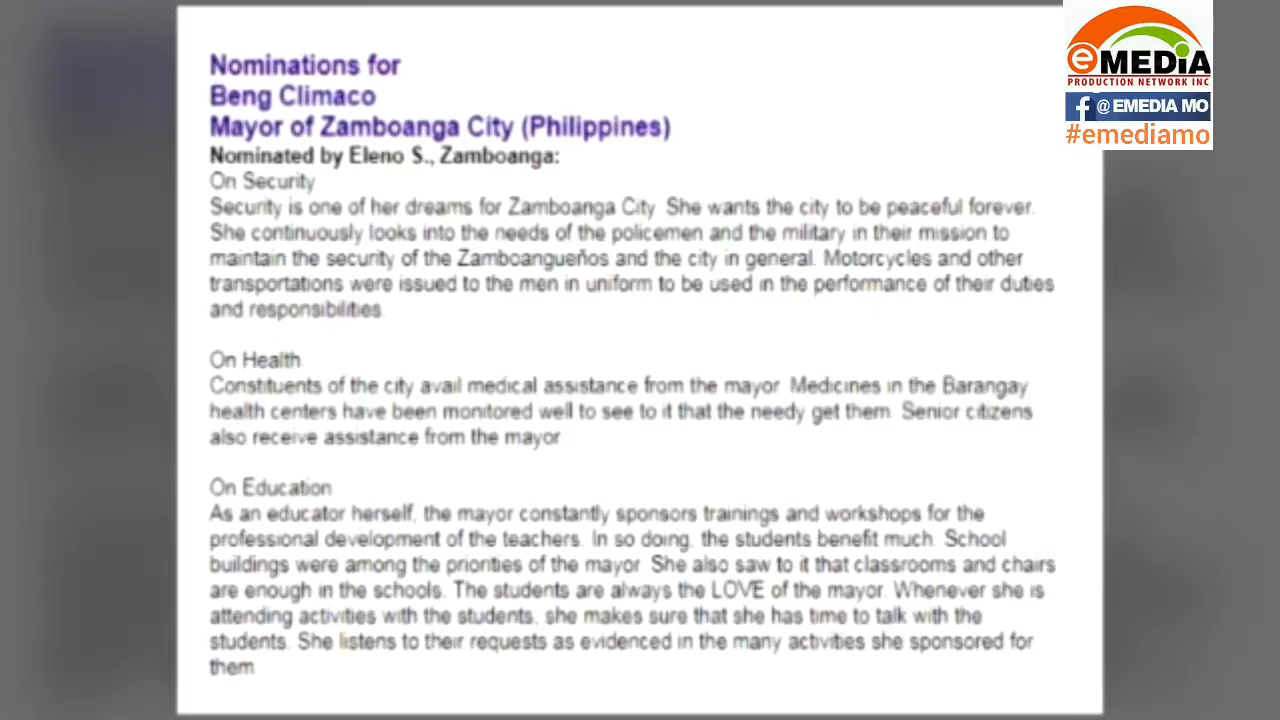 Nominations for
Beng Climaco
Mayor of Zamboanga City (Philippines)
Nominated by Eleno S., Zamboanga:
On Security
Security is one of her dreams for Zamboanga City. She wants the city to be peaceful forever.
She continuously looks into the needs of the policemen and the military in their mission to
maintain the security of the Zamboangueños and the city in general. Motorcycles and other
transportations were issued to the men in uniform to be used in the performance of their duties
and responsibilities.
On Health
Constituents of the city avail medical assistance from the mayor. Medicines in the Barangay
health centers have been monitored well to see to it that the needy get them. Senior citizens
also receive assistance from the mayor
On Education
As an educator herself, the mayor constantly sponsors trainings and workshops for the
professional development of the teachers. In so doing, the students benefit much. School
buildings were among the priorities of the mayor. She also saw to it that classrooms and chairs
are enough in the schools. The students are always the LOVE of the mayor. Whenever she is
attending activities with the students, she makes sure that she has time to talk with the
students. She listens to their requests as evidenced in the many activities she sponsored for
them
eMEDIA
PRODUCTION NETWORK INC
f @ EMEDIA MO
#emediamo